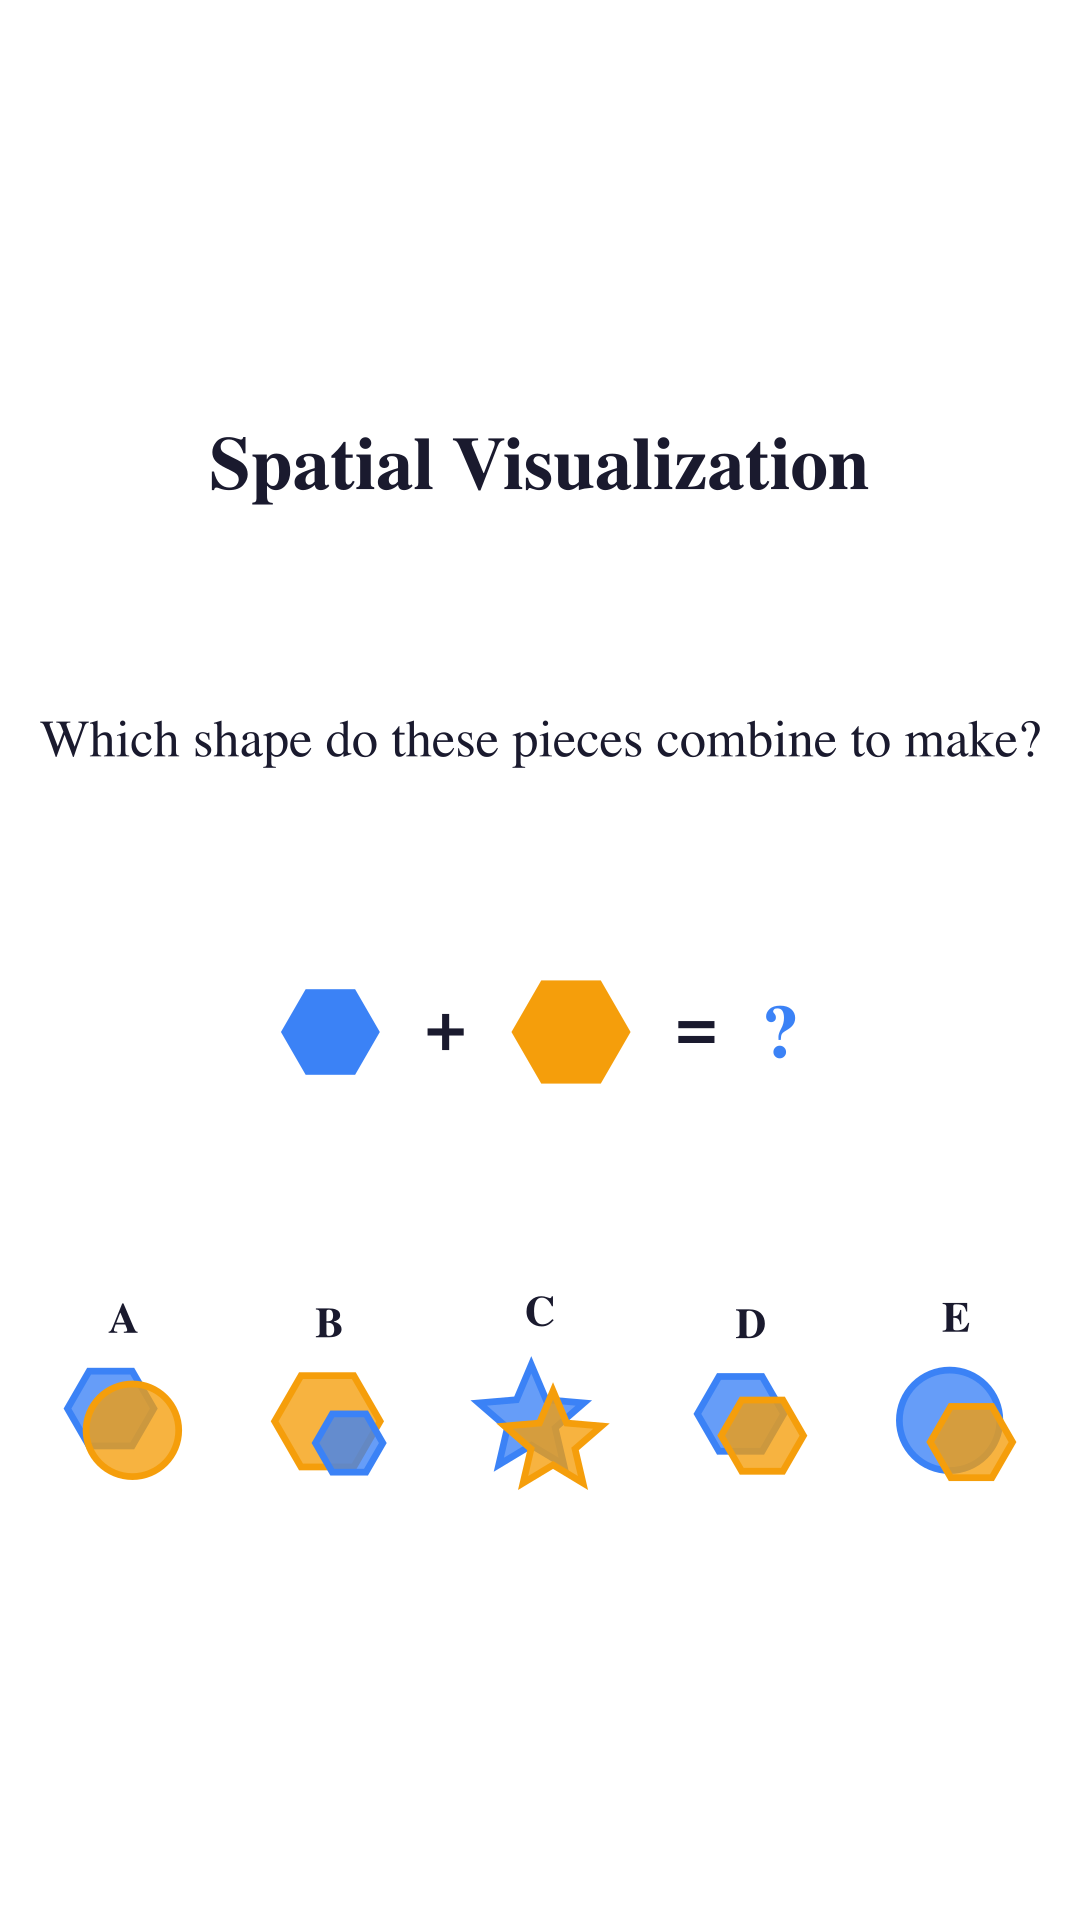 Spatial Visualization
Which shape do these pieces combine to make?
+ = ?
A B C D E